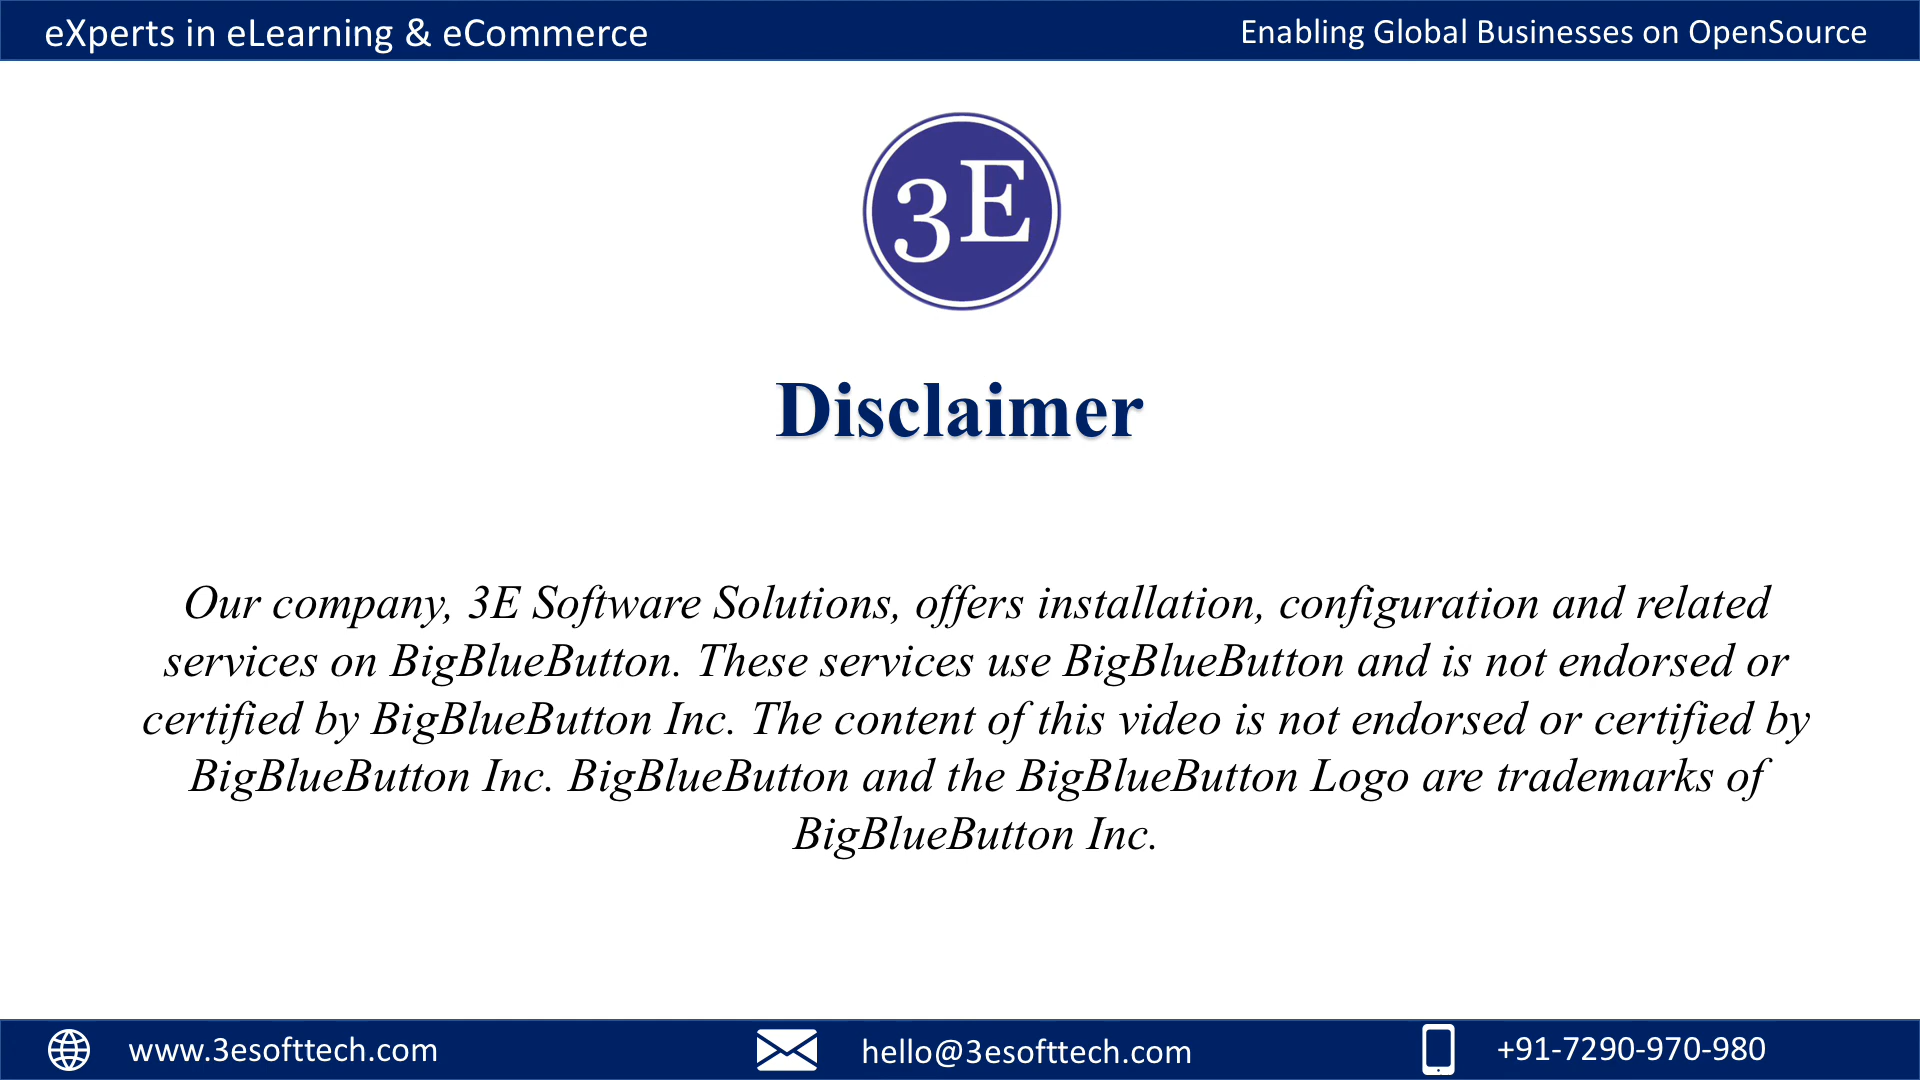 eXperts in eLearning & eCommerce
Enabling Global Businesses on OpenSource
3E
Disclaimer
Our company, 3E Software Solutions, offers installation, configuration and related
services on BigBlueButton. These services use BigBlueButton and is not endorsed or
certified by BigBlueButton Inc. The content of this video is not endorsed or certified by
BigBlueButton Inc. BigBlueButton and the BigBlueButton Logo are trademarks of
BigBlueButton Inc.
www.3esofttech.com
hello@3esofttech.com
+91-7290-970-980